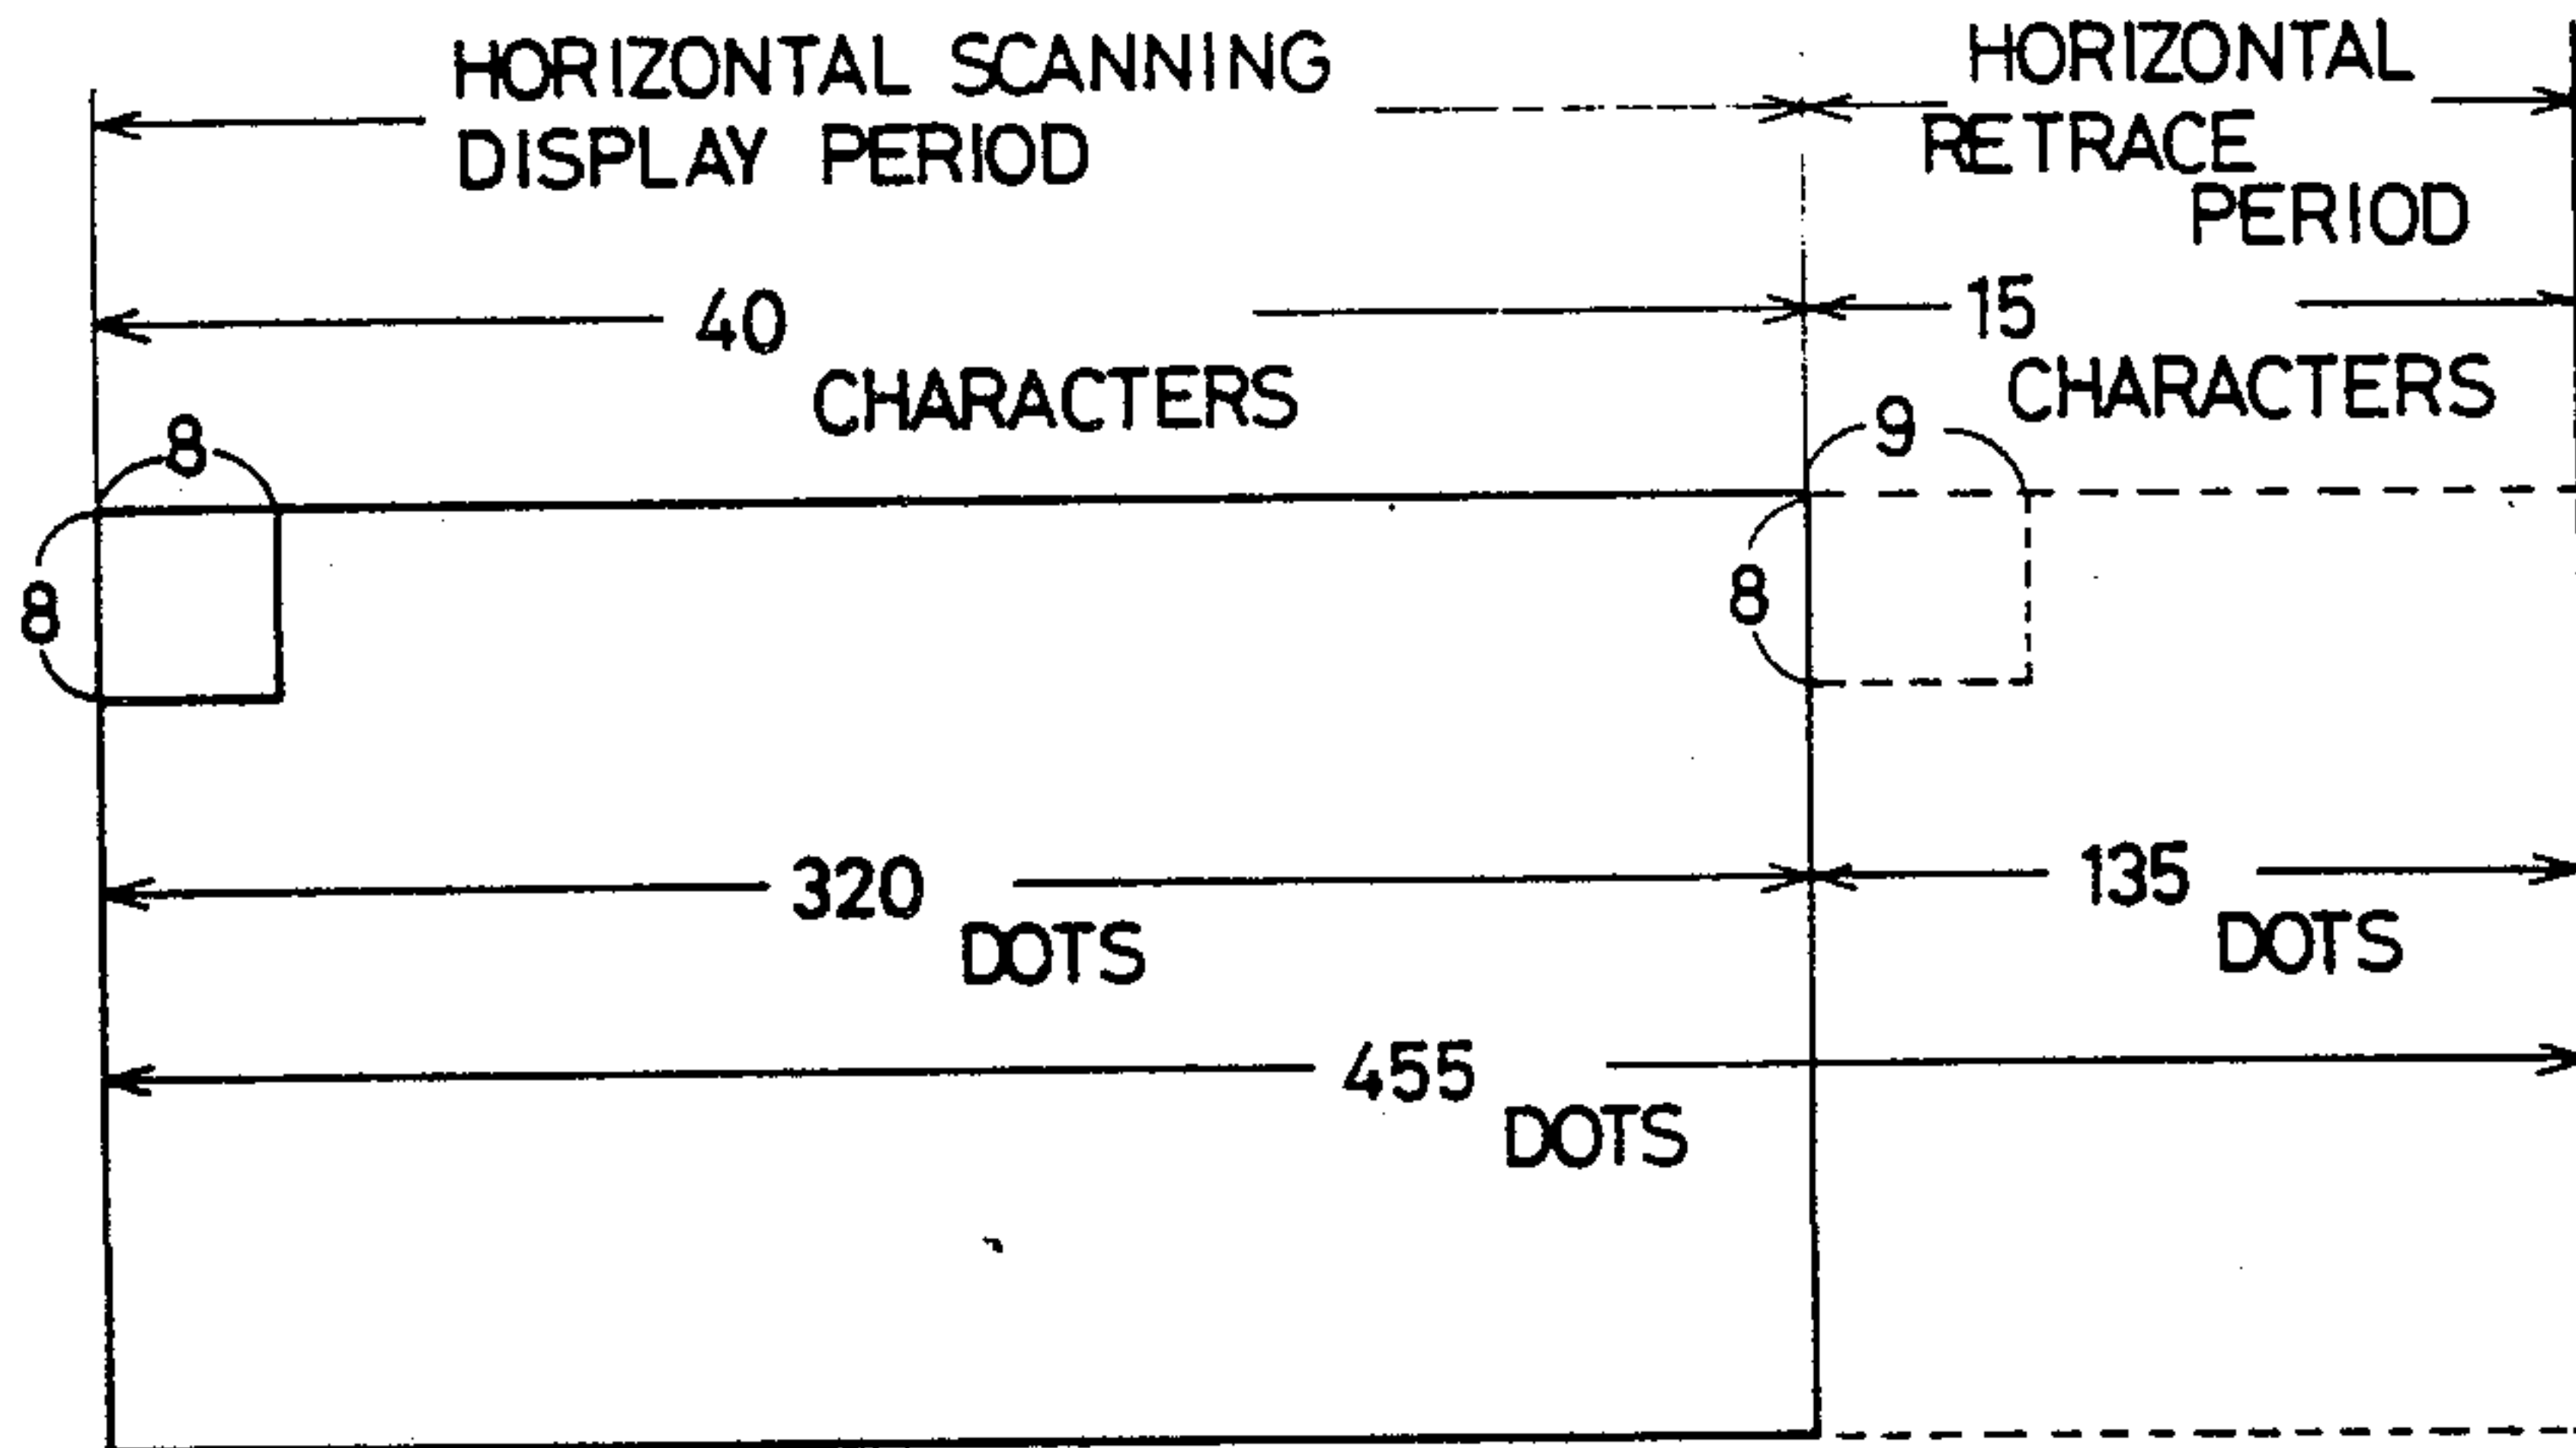 HORIZONTAL SCANNING
DISPLAY PERIOD
HORIZONTAL
RETRACE
PERIOD
40
CHARACTERS
15
CHARACTERS
8
9
8
8
320
DOTS
135
DOTS
455
DOTS